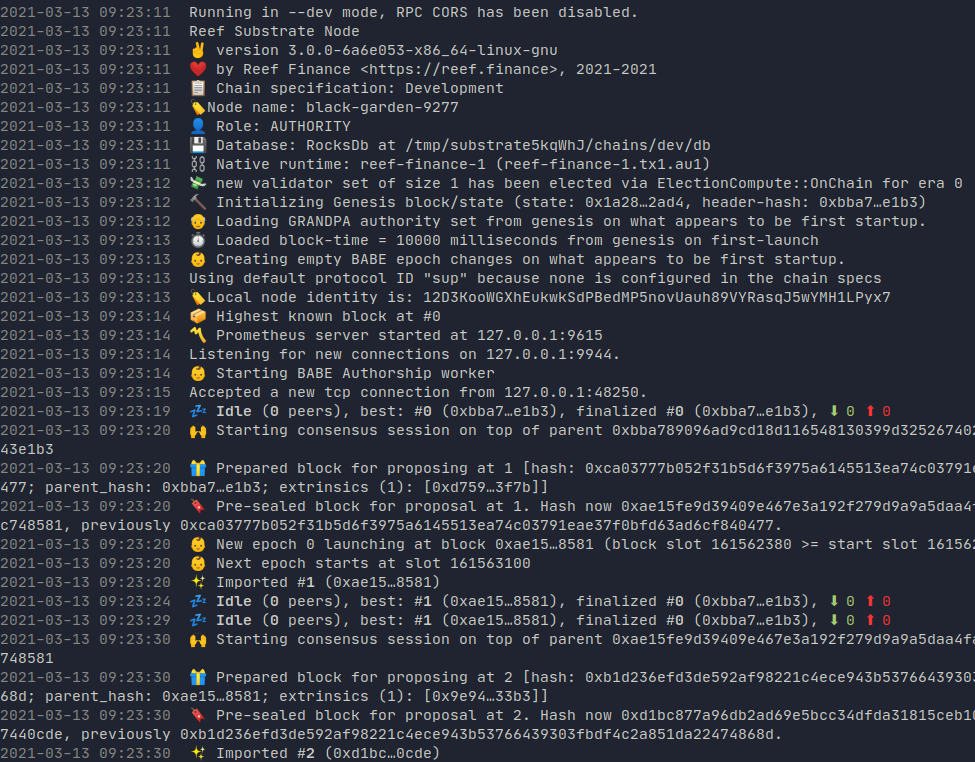 2021-03-13 09:23:11 Running in --dev mode, RPC CORS has been disabled.
2021-03-13 09:23:11 Reef Substrate Node
2021-03-13 09:23:11 ✌️ version 3.0.0-6a6e053-x86_64-linux-gnu
2021-03-13 09:23:11 ❤️ by Reef Finance <https://reef.finance>, 2021-2021
2021-03-13 09:23:11 📋 Chain specification: Development
2021-03-13 09:23:11 🏷Node name: black-garden-9277
2021-03-13 09:23:11 👤 Role: AUTHORITY
2021-03-13 09:23:11 💾 Database: RocksDb at /tmp/substrate5kqWhJ/chains/dev/db
2021-03-13 09:23:11 ⛓ Native runtime: reef-finance-1 (reef-finance-1.tx1.au1)
2021-03-13 09:23:12 💸 new validator set of size 1 has been elected via ElectionCompute::OnChain for era 0
2021-03-13 09:23:12 🔨 Initializing Genesis block/state (state: 0x1a28…2ad4, header-hash: 0xbba7…e1b3)
2021-03-13 09:23:12 👴 Loading GRANDPA authority set from genesis on what appears to be first startup.
2021-03-13 09:23:13 ⏱ Loaded block-time = 10000 milliseconds from genesis on first-launch
2021-03-13 09:23:13 👶 Creating empty BABE epoch changes on what appears to be first startup.
2021-03-13 09:23:13 Using default protocol ID "sup" because none is configured in the chain specs
2021-03-13 09:23:13 🏷Local node identity is: 12D3KooWGXhEukwkSdPBedMP5novUauh89VYRasqJ5wYMH1LPyx7
2021-03-13 09:23:14 📦 Highest known block at #0
2021-03-13 09:23:14 〽️ Prometheus server started at 127.0.0.1:9615
2021-03-13 09:23:14 Listening for new connections on 127.0.0.1:9944.
2021-03-13 09:23:14 👶 Starting BABE Authorship worker
2021-03-13 09:23:15 Accepted a new tcp connection from 127.0.0.1:48250.
2021-03-13 09:23:19 💤 Idle (0 peers), best: #0 (0xbba7…e1b3), finalized #0 (0xbba7…e1b3), ⬇ 0 ⬆ 0
2021-03-13 09:23:20 🙌 Starting consensus session on top of parent 0xbba789096ad9cd18d116548130399d325267402
43e1b3
2021-03-13 09:23:20 🎁 Prepared block for proposing at 1 [hash: 0xca03777b052f31b5d6f3975a6145513ea74c03791e
477; parent_hash: 0xbba7…e1b3; extrinsics (1): [0xd759…3f7b]]
2021-03-13 09:23:20 🔖 Pre-sealed block for proposal at 1. Hash now 0xae15fe9d39409e467e3a192f279d9a9a5daa4f
c748581, previously 0xca03777b052f31b5d6f3975a6145513ea74c03791eae37f0bfd63ad6cf840477.
2021-03-13 09:23:20 👶 New epoch 0 launching at block 0xae15…8581 (block slot 161562380 >= start slot 161562
2021-03-13 09:23:20 👶 Next epoch starts at slot 161563100
2021-03-13 09:23:20 ✨ Imported #1 (0xae15…8581)
2021-03-13 09:23:24 💤 Idle (0 peers), best: #1 (0xae15…8581), finalized #0 (0xbba7…e1b3), ⬇ 0 ⬆ 0
2021-03-13 09:23:29 💤 Idle (0 peers), best: #1 (0xae15…8581), finalized #0 (0xbba7…e1b3), ⬇ 0 ⬆ 0
2021-03-13 09:23:30 🙌 Starting consensus session on top of parent 0xae15fe9d39409e467e3a192f279d9a9a5daa4fa
748581
2021-03-13 09:23:30 🎁 Prepared block for proposing at 2 [hash: 0xb1d236efd3de592af98221c4ece943b53766439303
68d; parent_hash: 0xae15…8581; extrinsics (1): [0x9e94…33b3]]
2021-03-13 09:23:30 🔖 Pre-sealed block for proposal at 2. Hash now 0xd1bc877a96db2ad69e5bcc34dfda31815ceb10
7440cde, previously 0xb1d236efd3de592af98221c4ece943b53766439303fbdf4c2a851da22474868d.
2021-03-13 09:23:30 ✨ Imported #2 (0xd1bc…0cde)